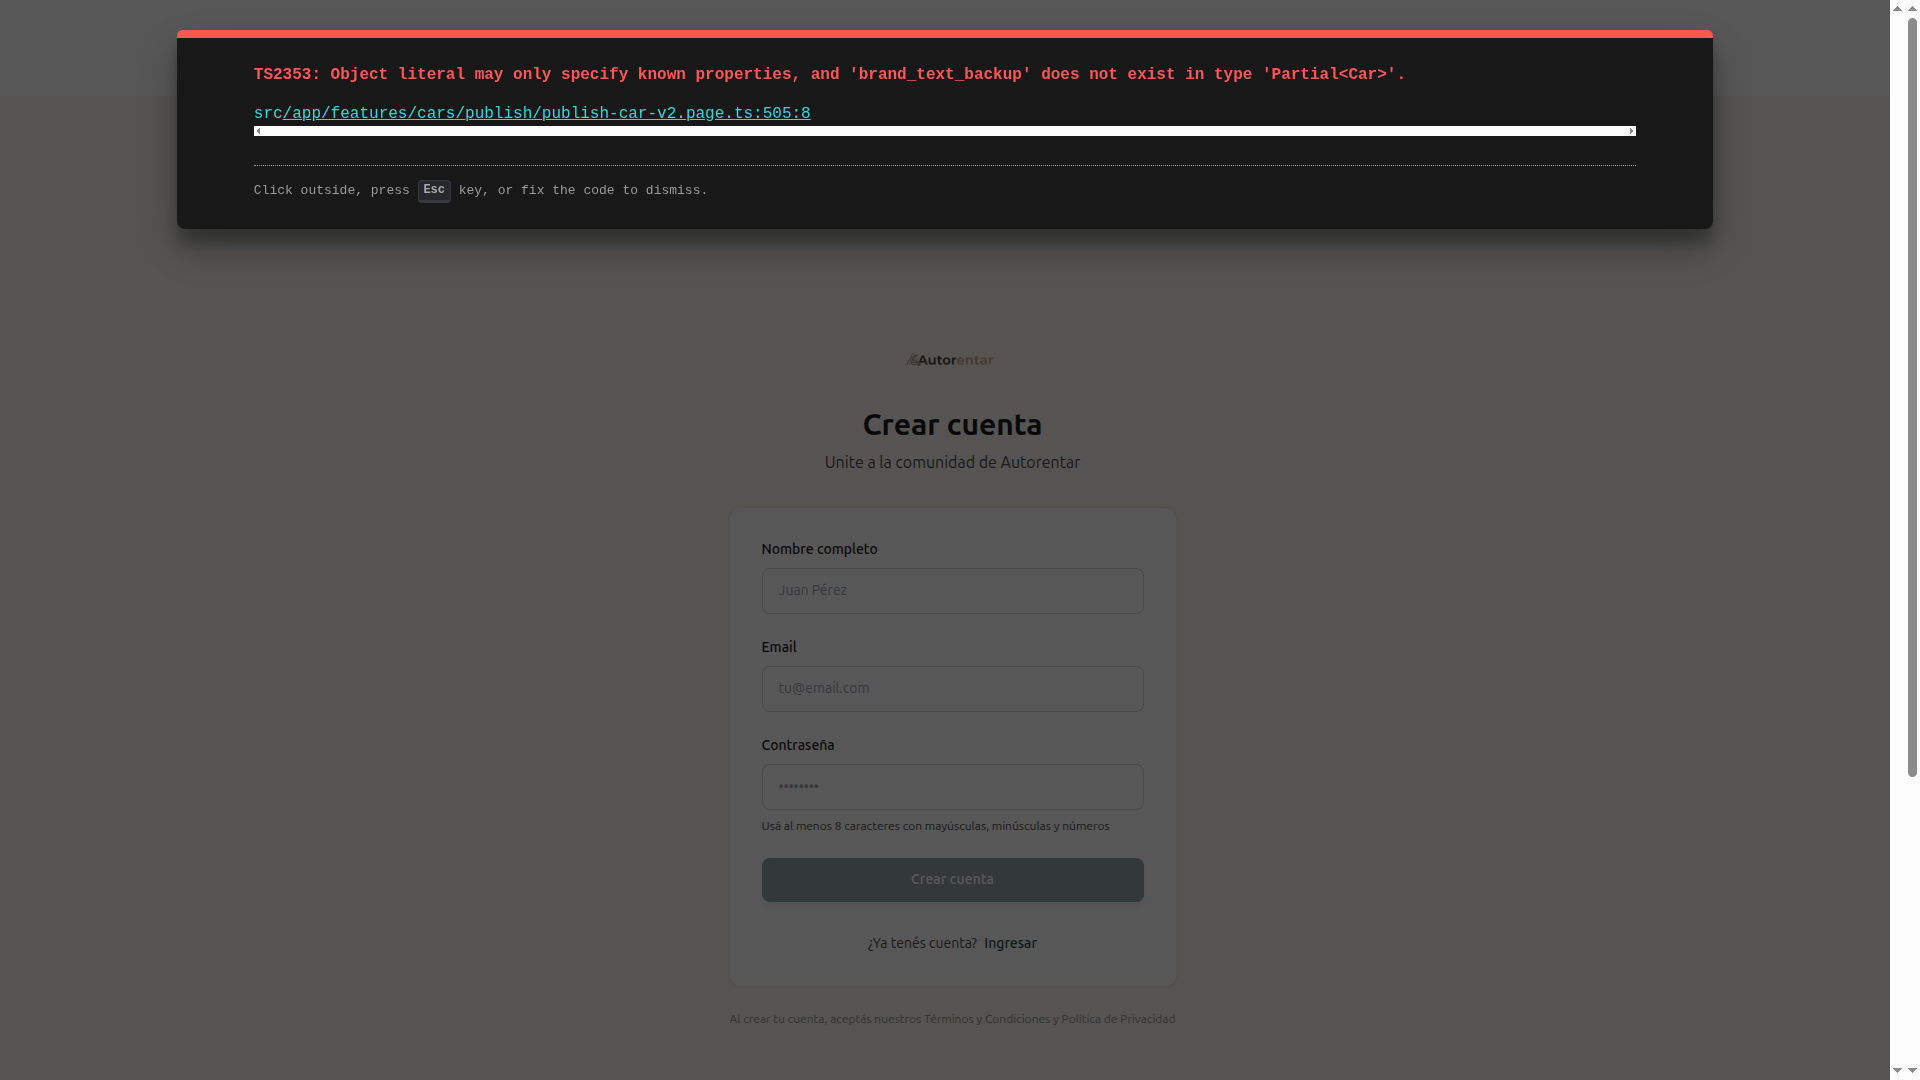 TS2353: Object literal may only specify known properties, and 'brand_text_backup' does not exist in type 'Partial<Car>'.
src/app/features/cars/publish/publish-car-v2.page.ts:505:8
Click outside, press Esc key, or fix the code to dismiss.
Autorentar
Crear cuenta
Unite a la comunidad de Autorentar
Nombre completo
Juan Pérez
Email
tu@email.com
Contraseña
••••••••
Usá al menos 8 caracteres con mayúsculas, minúsculas y números
Crear cuenta
¿Ya tenés cuenta? Ingresar
Al crear tu cuenta, aceptás nuestros Términos y Condiciones y Política de Privacidad